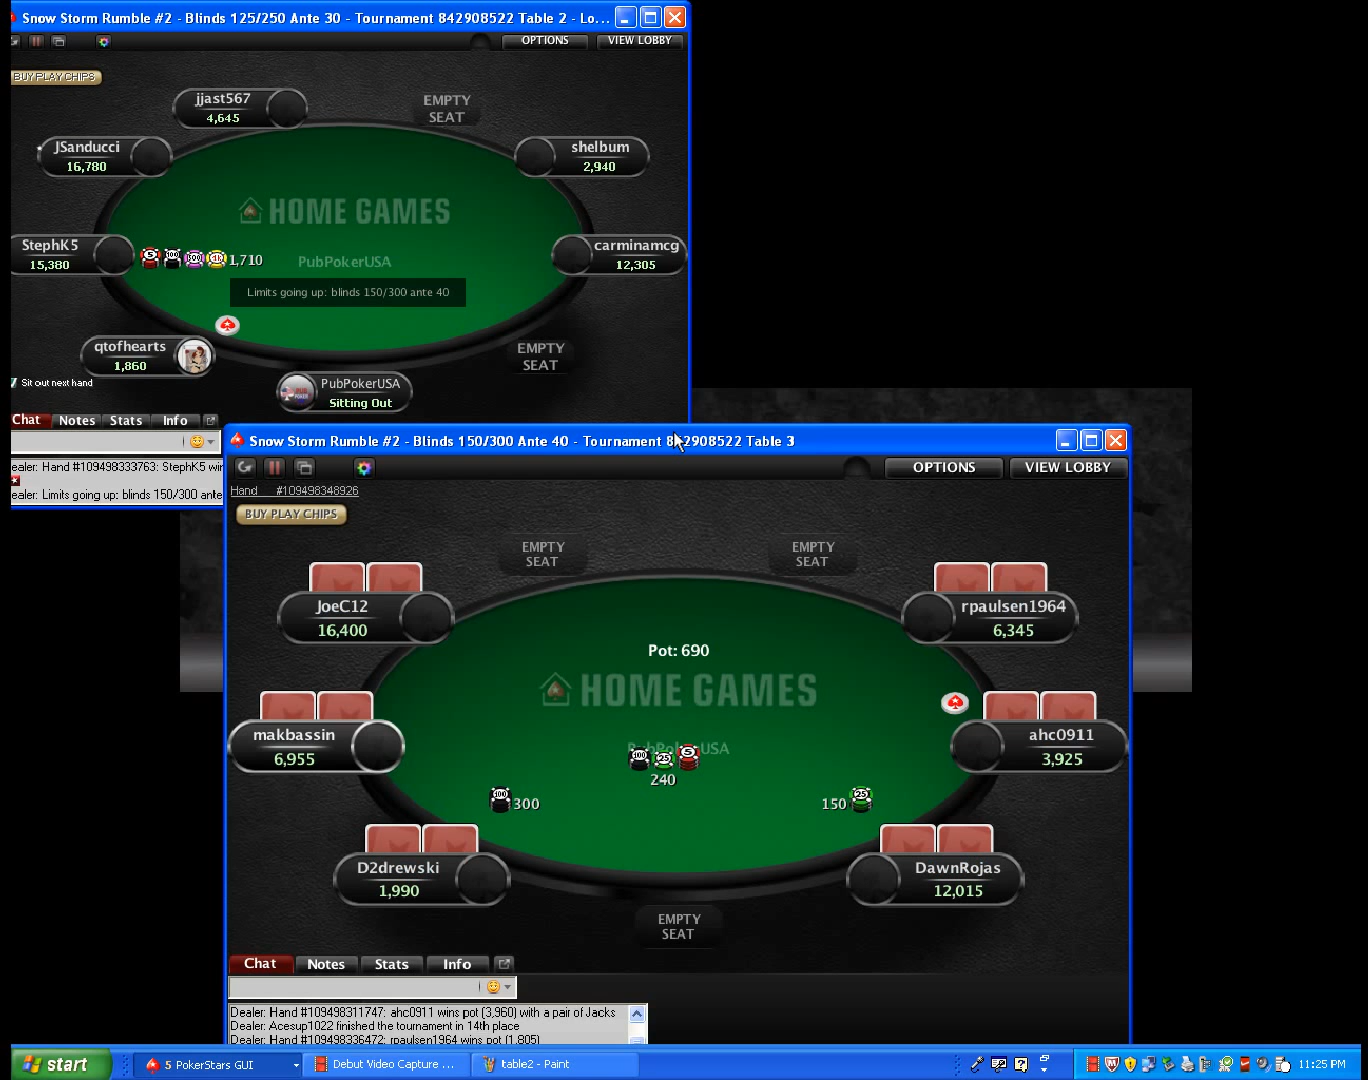 Snow Storm Rumble #2 - Blinds 125/250 Ante 30 - Tournament 842908522 Table 2 - Lo...
OPTIONS
VIEW LOBBY
BUY PLAY CHIPS
jjast567
4,645
EMPTY
SEAT
JSanducci
16,780
shelbum
2,940
HOME GAMES
StephK5
15,380
1,710
PubPokerUSA
carminamcg
12,305
Limits going up: blinds 150/300 ante 40
qtofhearts
1,860
EMPTY
SEAT
Sit out next hand
PubPokerUSA
Sitting Out
Chat
Notes
Stats
Info
ealer: Hand #109498333763: StephK5 win
ealer: Limits going up: blinds 150/300 ante
Snow Storm Rumble #2 - Blinds 150/300 Ante 40 - Tournament 842908522 Table 3
OPTIONS
VIEW LOBBY
Hand #109498348926
BUY PLAY CHIPS
EMPTY
SEAT
EMPTY
SEAT
JoeC12
16,400
rpaulsen1964
6,345
Pot: 690
HOME GAMES
makbassin
6,955
ahc0911
3,925
PubPokerUSA
240
300
150
D2drewski
1,990
DawnRojas
12,015
EMPTY
SEAT
Chat
Notes
Stats
Info
Dealer: Hand #109498311747: ahc0911 wins pot (3,960) with a pair of Jacks
Dealer: Acesup1022 finished the tournament in 14th place
Dealer: Hand #109498336472: rpaulsen1964 wins pot (1,805)
start
5 PokerStars GUI
Debut Video Capture ...
table2 - Paint
11:25 PM